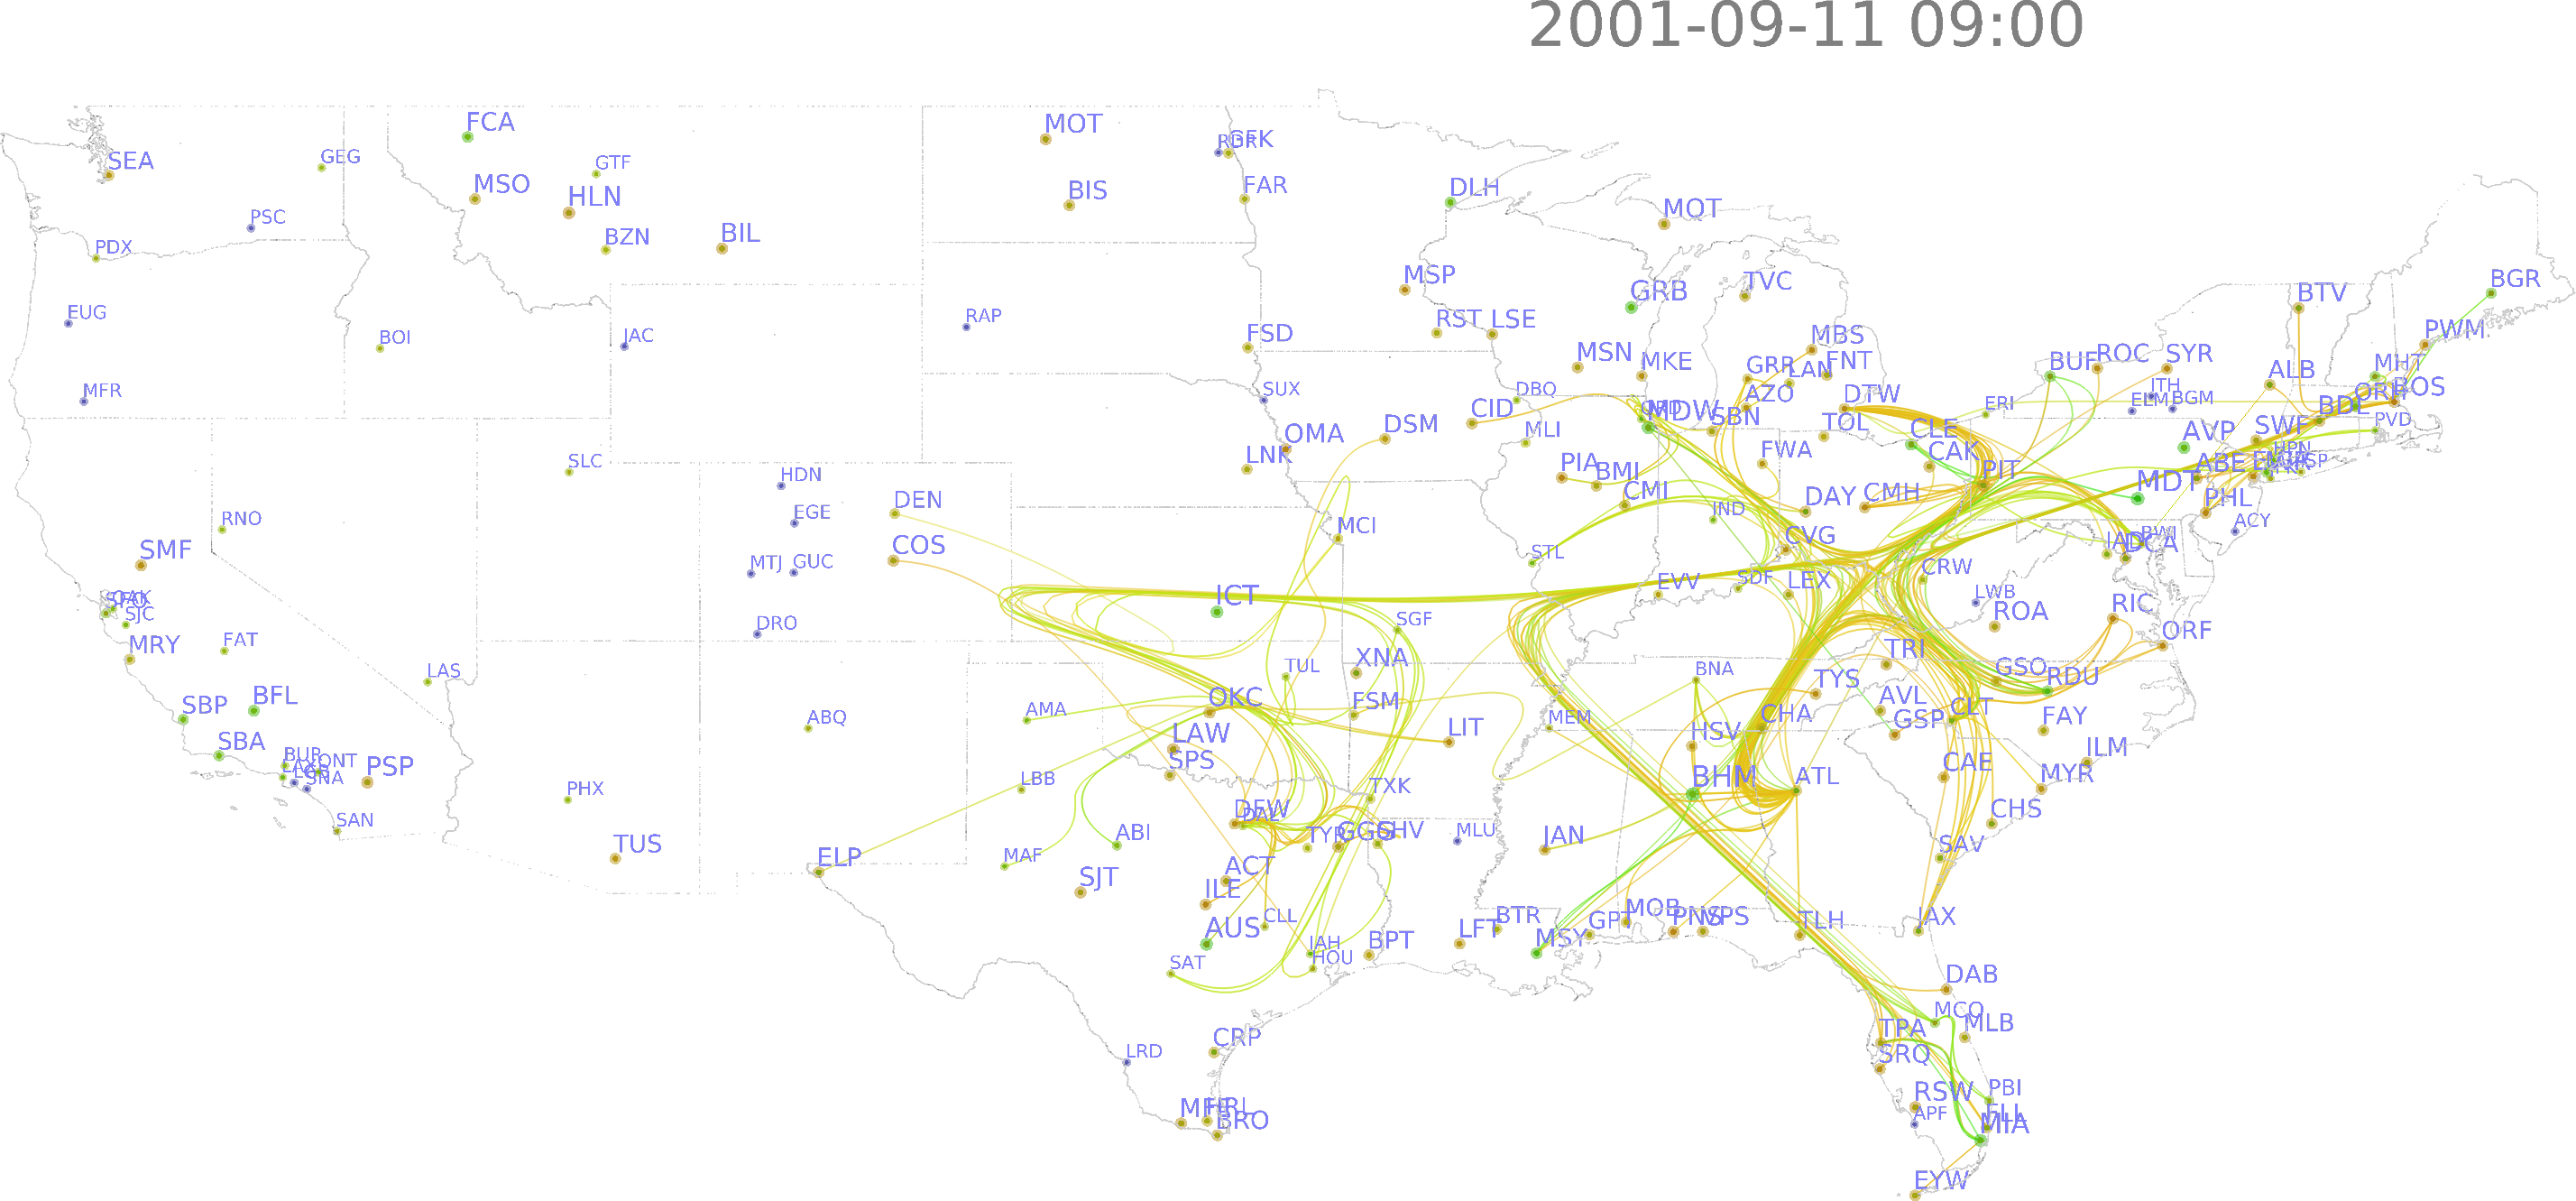 2001-09-11 09:00
FCA
MOT
GFK
SEA
GEG
GTF
MSO
HLN
BIS
FAR
DLH
MOT
PSC
PDX
BZN
BIL
MSP
GRB
TVC
BTV
BGR
EUG
BOI
JAC
RAP
FSD
RST
LSE
MSN
MKE
MBS
GRR
LAN
FNT
BUF
ROC
SYR
ALB
MHT
PWM
MFR
SUX
DBQ
CID
MDW
SBN
AZO
DTW
ERI
ITH
ELM
BGM
BDL
BOS
OMA
DSM
MLI
TOL
CLE
AVP
SWF
PVD
SLC
HDN
LNK
PIA
BMI
FWA
CAK
PIT
ABE
HPN
RNO
EGE
DEN
MCI
CMI
IND
DAY
CMH
MDT
PHL
ACY
SMF
MTJ
GUC
COS
STL
CVG
DCA
BWI
OAK
SJC
ICT
EVV
SDF
LEX
CRW
LWB
MRY
FAT
DRO
SGF
ROA
RIC
ORF
LAS
TUL
XNA
BNA
TRI
TYS
GSO
RDU
SBP
BFL
ABQ
AMA
OKC
FSM
LIT
MEM
HSV
CHA
AVL
GSP
CLT
FAY
SBA
BUR
ONT
LAX
SNA
PSP
LAW
SPS
LBB
TXK
BHM
ATL
CAE
MYR
ILM
SAN
PHX
TUS
ELP
MAF
ABI
DFW
DAL
TYR
GGG
SHV
MLU
JAN
CHS
SAV
SJT
ACT
ILE
AUS
CLL
IAH
HOU
BPT
LFT
BTR
MSY
GPT
MOB
PNS
VPS
TLH
JAX
SAT
DAB
LRD
CRP
TPA
MCO
MLB
SRQ
MFE
HRL
BRO
RSW
APF
PBI
FLL
MIA
EYW